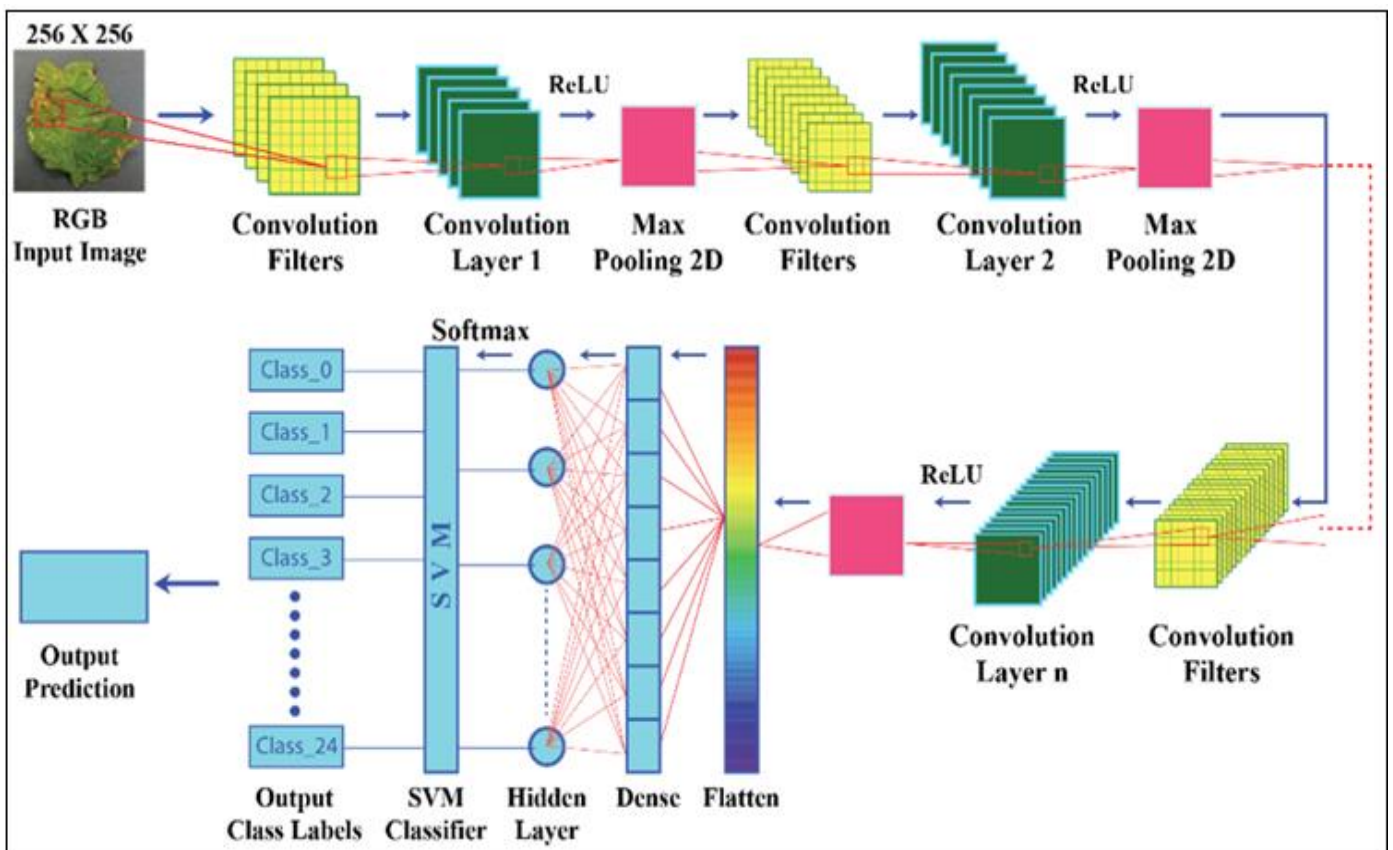 256 X 256
RGB
Input Image
Convolution
Filters
Convolution
Layer 1
ReLU
Max
Pooling 2D
Convolution
Filters
Convolution
Layer 2
ReLU
Max
Pooling 2D
Convolution
Filters
Convolution
Layer n
ReLU
Flatten
Dense
Hidden
Layer
Softmax
SVM
SVM
Classifier
Class_0
Class_1
Class_2
Class_3
Class_24
Output
Class Labels
Output
Prediction